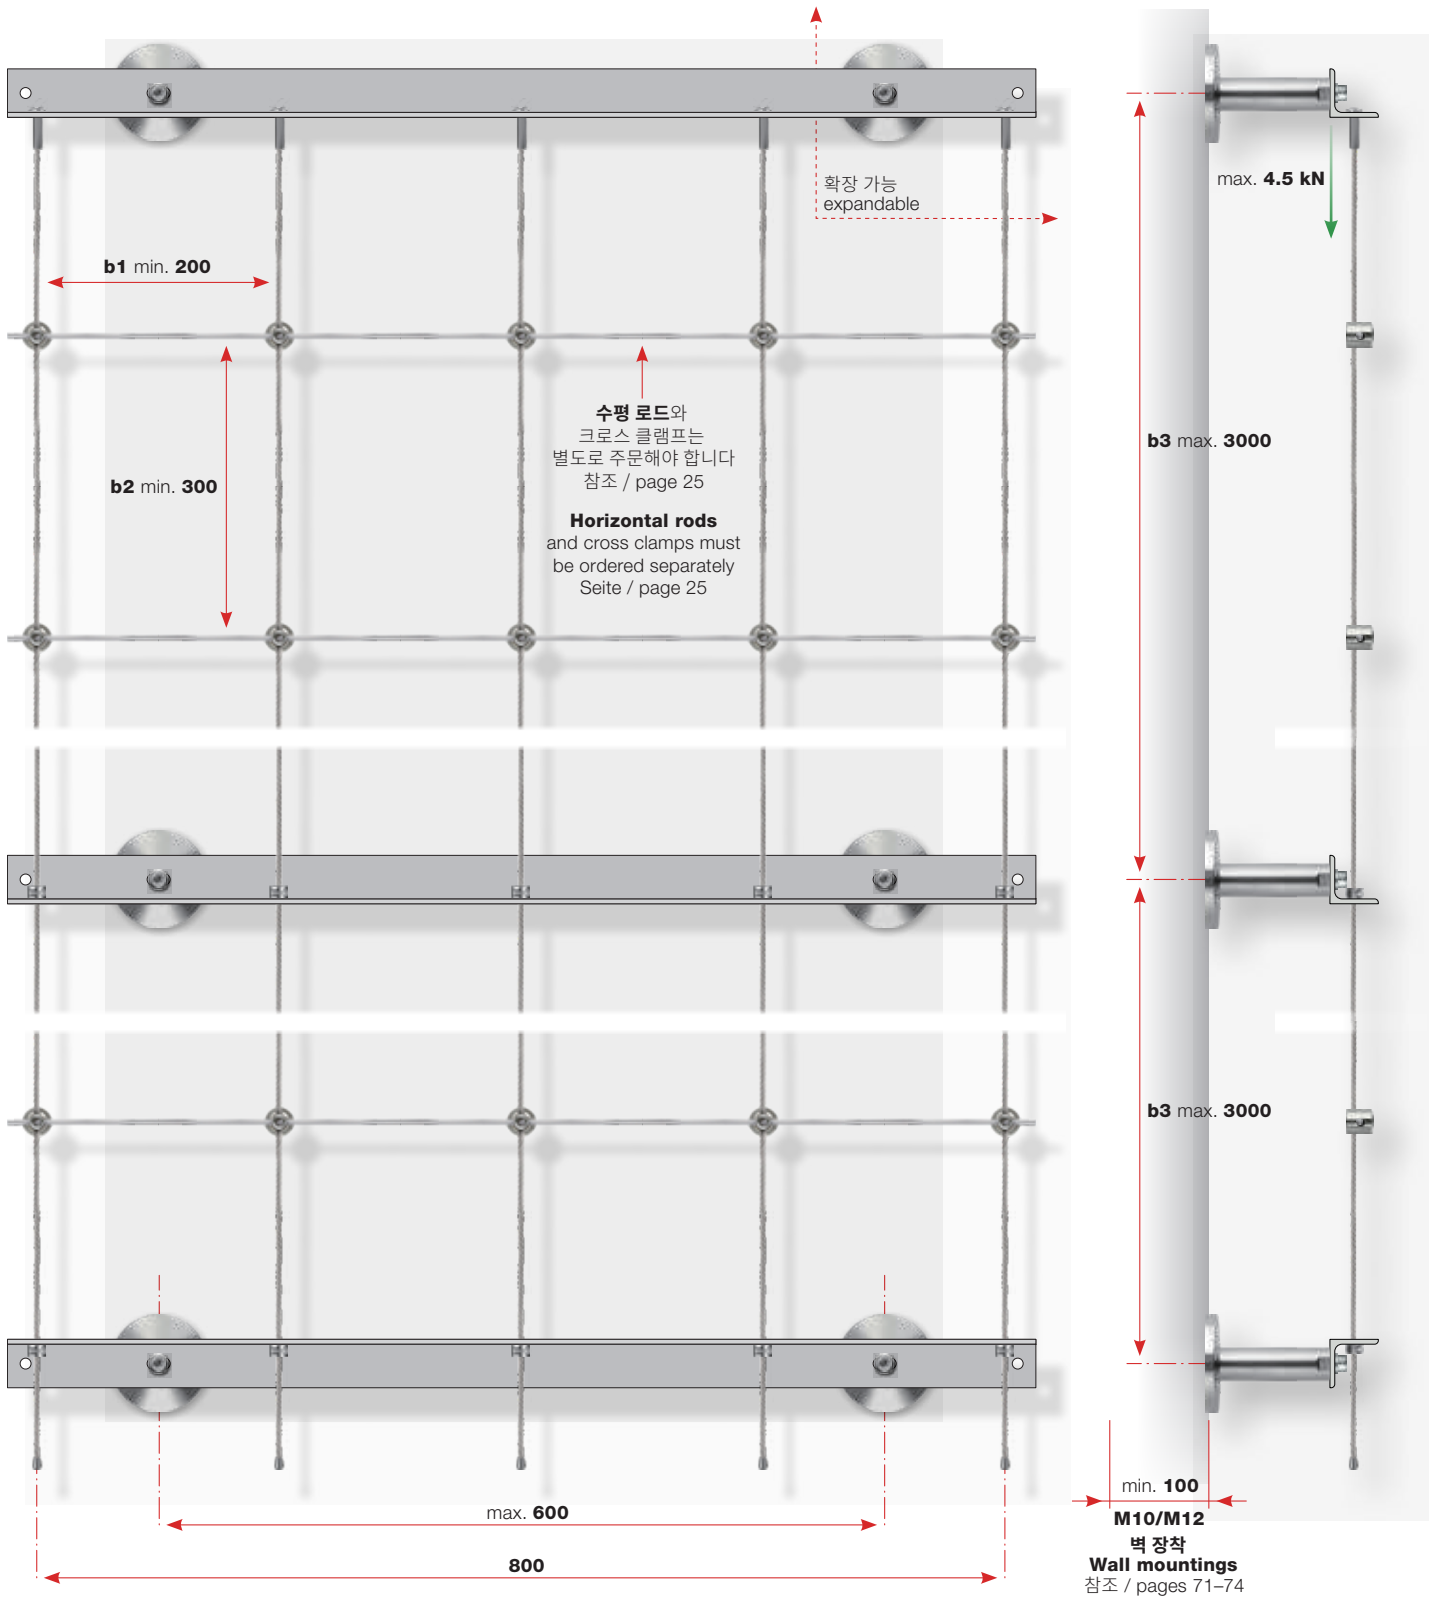 확장 가능
expandable
max. 4.5 kN
b1 min. 200
수평 로드와
크로스 클램프는
별도로 주문해야 합니다
참조 / page 25
b3 max. 3000
b2 min. 300
Horizontal rods
and cross clamps must
be ordered separately
Seite / page 25
b3 max. 3000
min. 100
max. 600
M10/M12
벽 장착
Wall mountings
참조 / pages 71–74
800